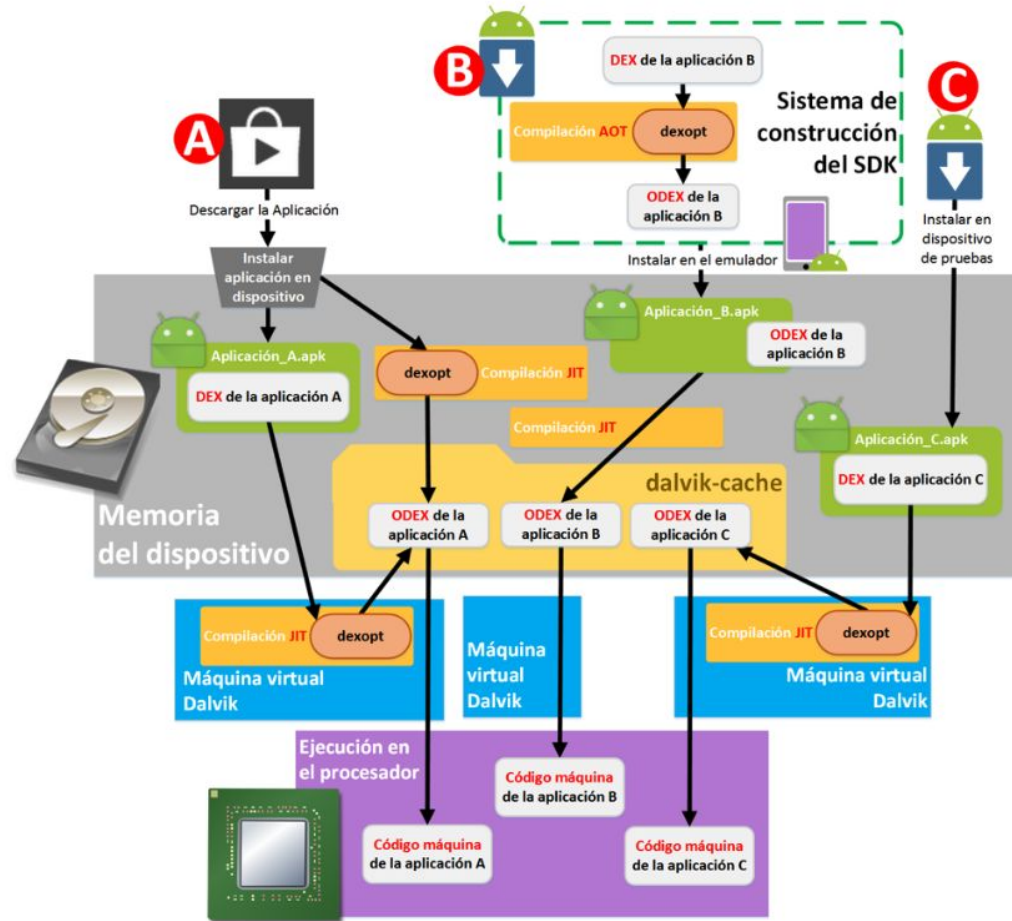 A
Descargar la Aplicación
Instalar
aplicación en
dispositivo
B
DEX de la aplicación B
Compilación AOT
dexopt
ODEX de la
aplicación B
Sistema de
construcción
del SDK
Instalar en el emulador
C
Instalar en
dispositivo
de pruebas
Aplicación_A.apk
DEX de la aplicación A
dexopt
Compilación JIT
Aplicación_B.apk
ODEX de la
aplicación B
Compilación JIT
Aplicación_C.apk
DEX de la aplicación C
Memoria
del dispositivo
dalvik-cache
ODEX de la
aplicación A
ODEX de la
aplicación B
ODEX de la
aplicación C
Compilación JIT
dexopt
Máquina virtual
Dalvik
Máquina
virtual
Dalvik
Compilación JIT
dexopt
Máquina virtual
Dalvik
Ejecución en
el procesador
Código máquina
de la aplicación A
Código máquina
de la aplicación B
Código máquina
de la aplicación C